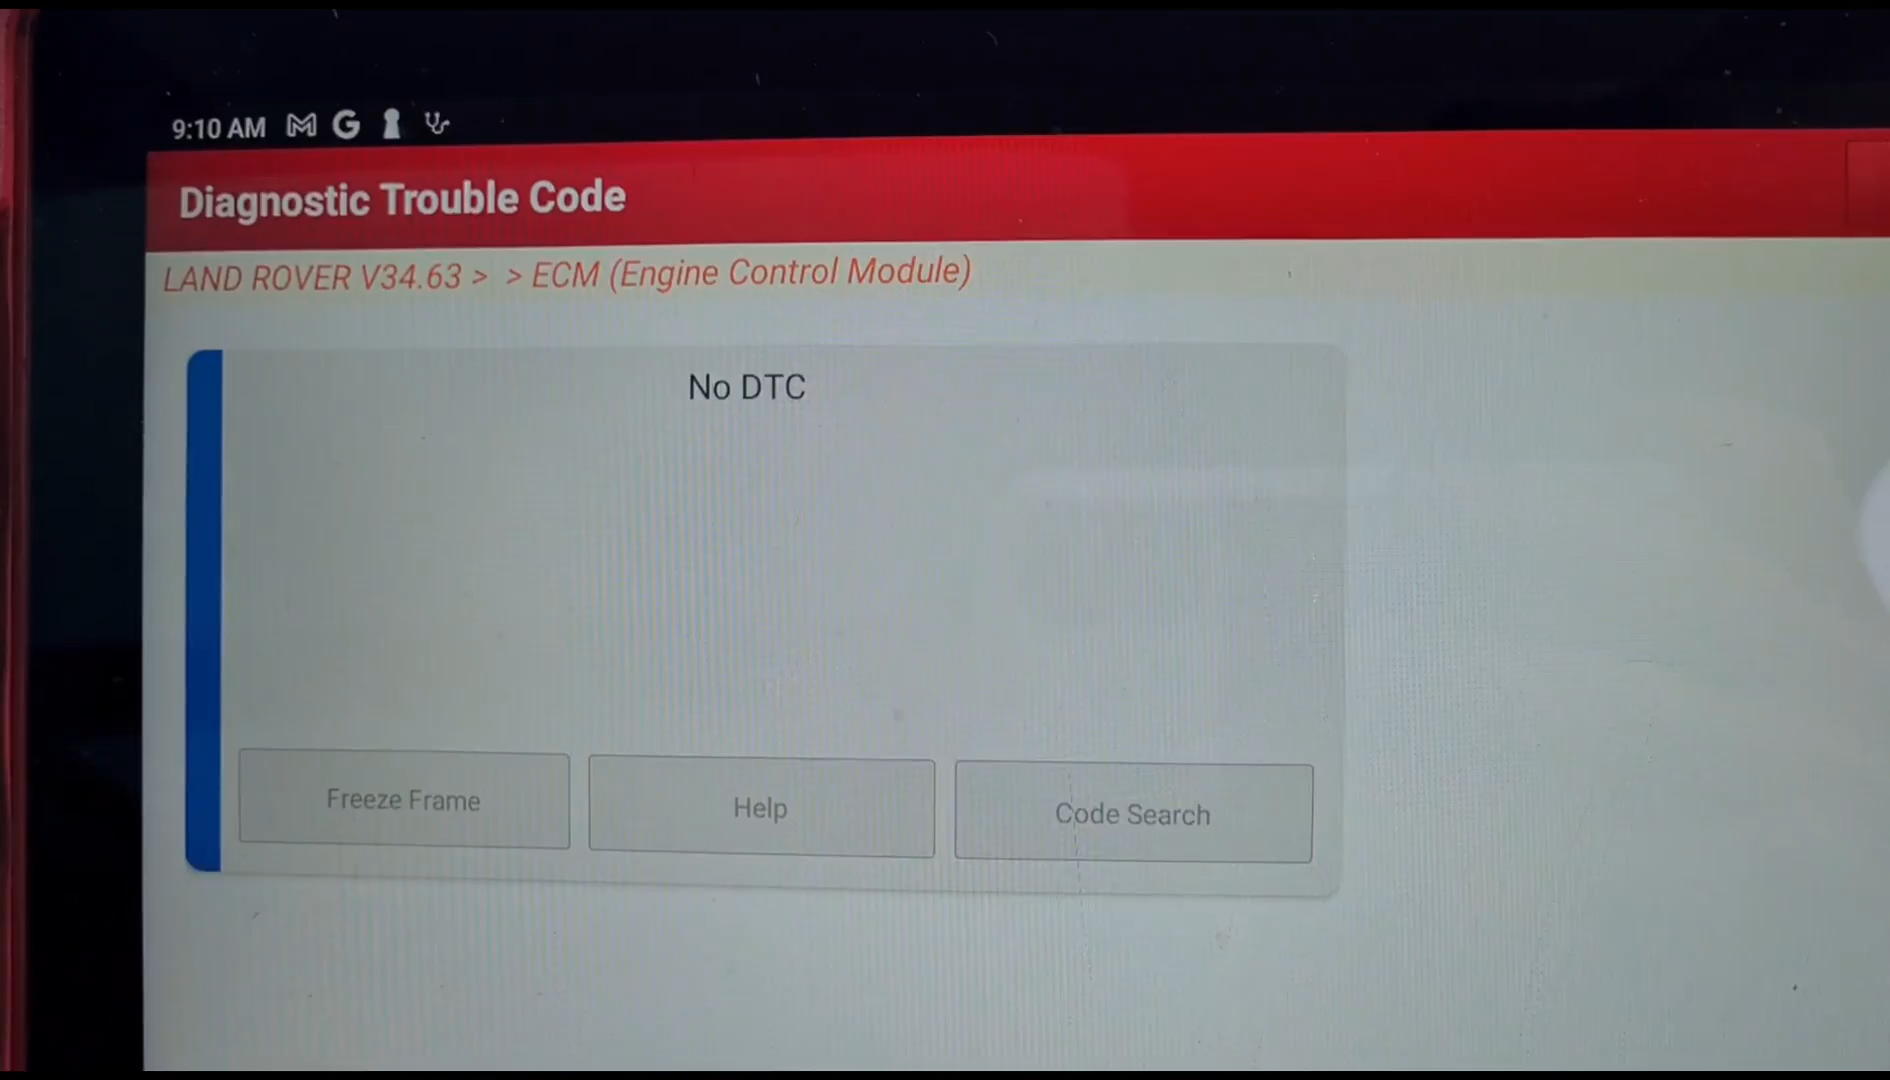 9:10 AM
Diagnostic Trouble Code
LAND ROVER V34.63 > > ECM (Engine Control Module)
No DTC
Freeze Frame
Help
Code Search